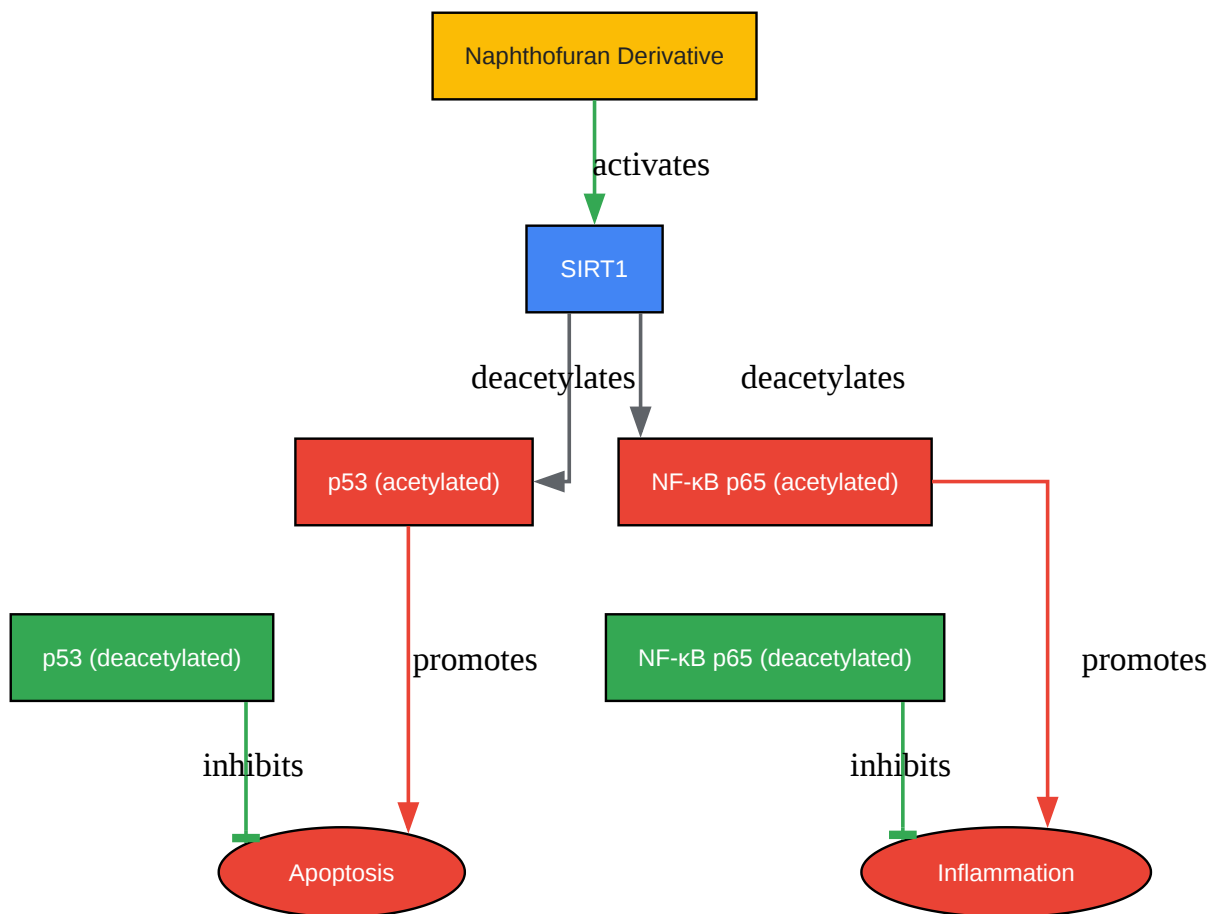 Naphthofuran Derivative
activates
SIRT1
deacetylates
deacetylates
p53 (acetylated)
NF-κB p65 (acetylated)
p53 (deacetylated)
promotes
NF-κB p65 (deacetylated)
promotes
inhibits
inhibits
Apoptosis
Inflammation